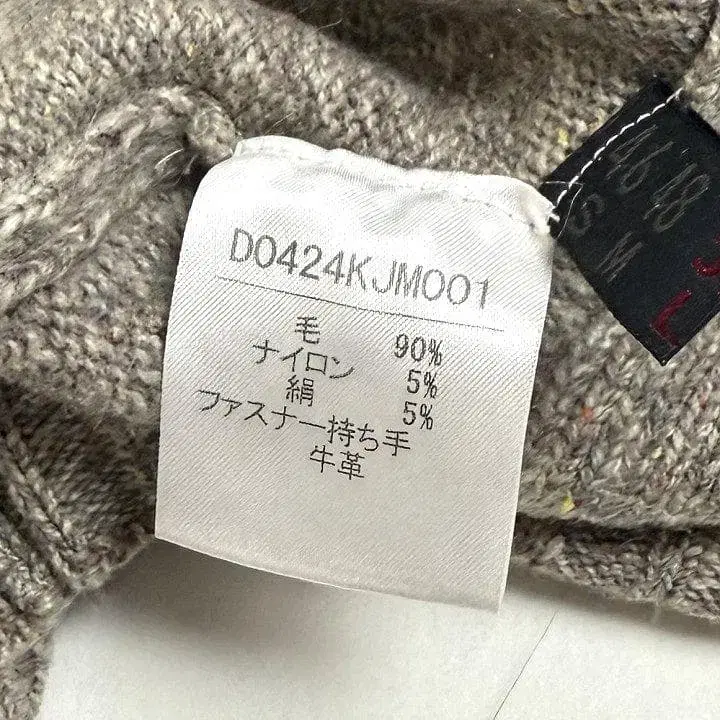 D0424KJM001
毛 90%
ナイロン 5%
絹 5%
ファスナー持ち手
牛革
46 48
S M L